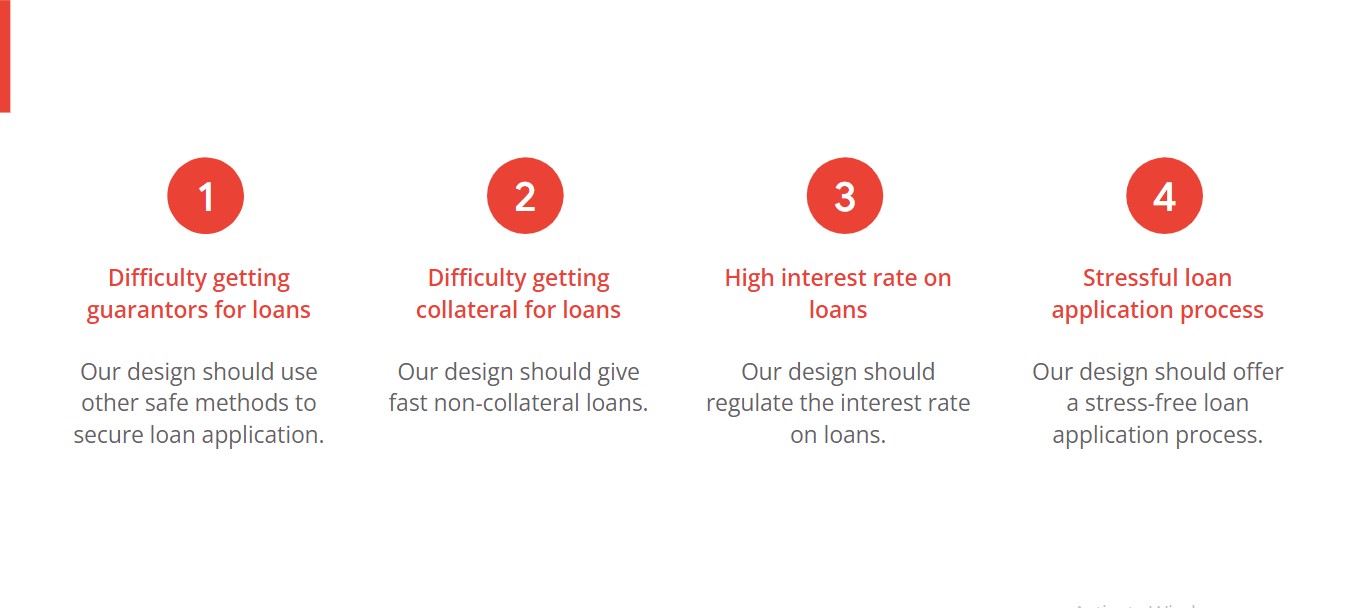 1
Difficulty getting
guarantors for loans
Our design should use
other safe methods to
secure loan application.
2
Difficulty getting
collateral for loans
Our design should give
fast non-collateral loans.
3
High interest rate on
loans
Our design should
regulate the interest rate
on loans.
4
Stressful loan
application process
Our design should offer
a stress-free loan
application process.